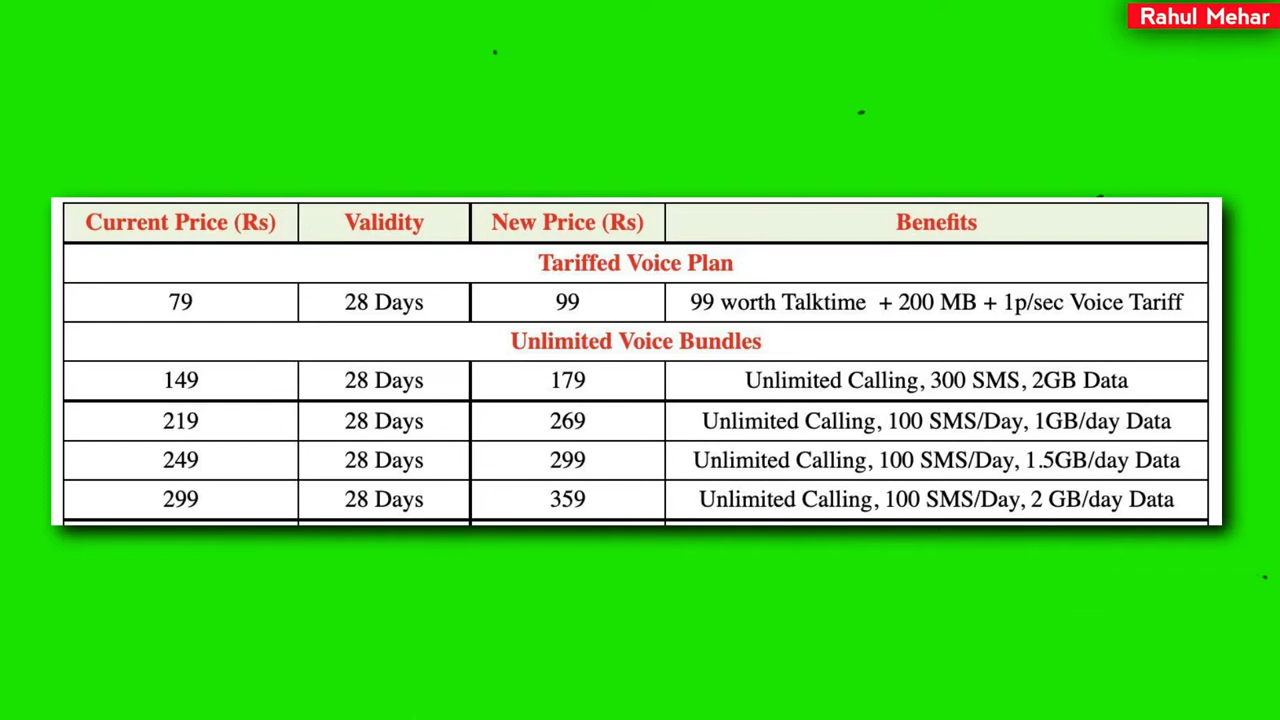 Rahul Mehar
Current Price (Rs) Validity New Price (Rs) Benefits
Tariffed Voice Plan
79 28 Days 99 99 worth Talktime + 200 MB + 1p/sec Voice Tariff
Unlimited Voice Bundles
149 28 Days 179 Unlimited Calling, 300 SMS, 2GB Data
219 28 Days 269 Unlimited Calling, 100 SMS/Day, 1GB/day Data
249 28 Days 299 Unlimited Calling, 100 SMS/Day, 1.5GB/day Data
299 28 Days 359 Unlimited Calling, 100 SMS/Day, 2 GB/day Data